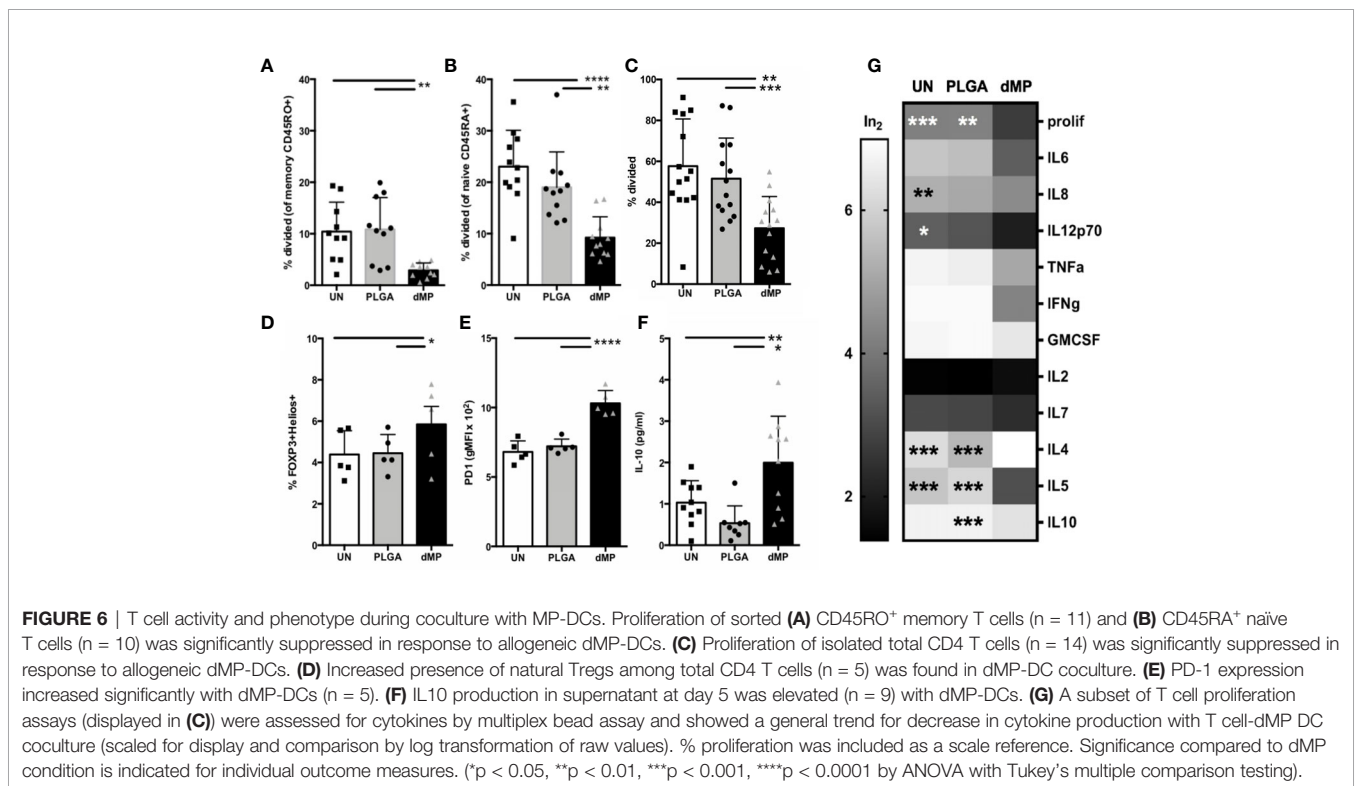 A
% divided (of memory CD45RO+)
40
30
20
10
0
**
UN PLGA dMP
B
% divided (of naive CD45RA+)
40
30
20
10
0
****
**
UN PLGA dMP
C
% divided
100
80
60
40
20
0
**
***
UN PLGA dMP
D
% FOXP3+Helios+
10
8
6
4
2
0
*
UN PLGA dMP
E
PD1 (gMFI x 10²)
15
10
5
0
****
UN PLGA dMP
F
IL-10 (pg/ml)
5
4
3
2
1
0
**
*
UN PLGA dMP
G
UN PLGA dMP
ln₂
6
4
2
*** ** prolif
IL6
** IL8
* IL12p70
TNFa
IFNg
GMCSF
IL2
IL7
*** *** IL4
*** *** IL5
*** IL10
FIGURE 6 | T cell activity and phenotype during coculture with MP-DCs. Proliferation of sorted (A) CD45RO⁺ memory T cells (n = 11) and (B) CD45RA⁺ naïve
T cells (n = 10) was significantly suppressed in response to allogeneic dMP-DCs. (C) Proliferation of isolated total CD4 T cells (n = 14) was significantly suppressed in
response to allogeneic dMP-DCs. (D) Increased presence of natural Tregs among total CD4 T cells (n = 5) was found in dMP-DC coculture. (E) PD-1 expression
increased significantly with dMP-DCs (n = 5). (F) IL10 production in supernatant at day 5 was elevated (n = 9) with dMP-DCs. (G) A subset of T cell proliferation
assays (displayed in (C)) were assessed for cytokines by multiplex bead assay and showed a general trend for decrease in cytokine production with T cell-dMP DC
coculture (scaled for display and comparison by log transformation of raw values). % proliferation was included as a scale reference. Significance compared to dMP
condition is indicated for individual outcome measures. (*p < 0.05, **p < 0.01, ***p < 0.001, ****p < 0.0001 by ANOVA with Tukey’s multiple comparison testing).